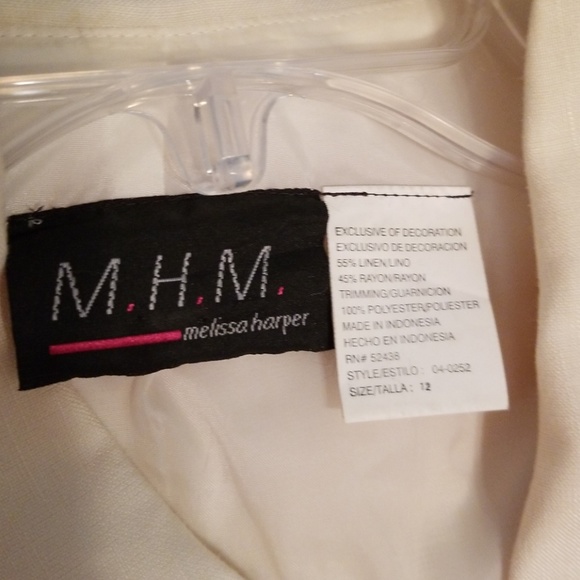 M.H.M.
melissa harper
EXCLUSIVE OF DECORATION
EXCLUSIVO DE DECORACION
55% LINEN/LINO
45% RAYON/RAYON
TRIMMING/GUARNICION
100% POLYESTER/POLIESTER
MADE IN INDONESIA
HECHO EN INDONESIA
RN# 52436
STYLE/ESTILO : 04-0252
SIZE/TALLA : 12